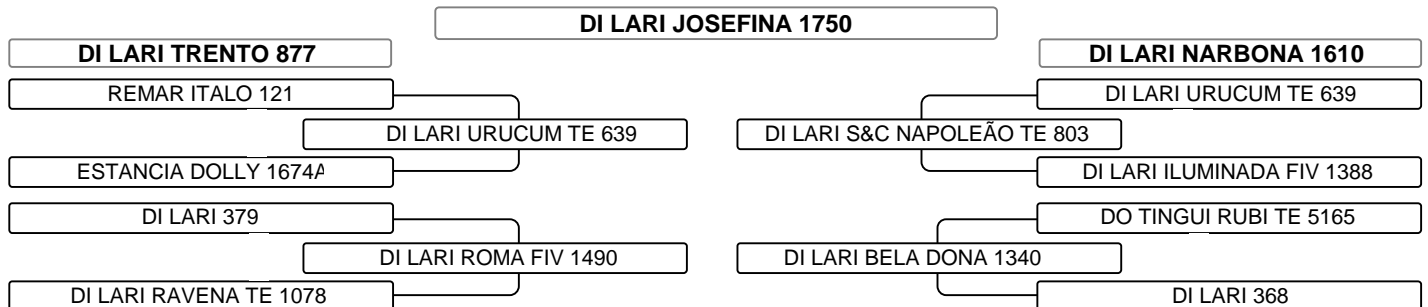 DI LARI JOSEFINA 1750
DI LARI TRENTO 877
DI LARI NARBONA 1610
REMAR ITALO 121
DI LARI URUCUM TE 639
DI LARI URUCUM TE 639
DI LARI S&C NAPOLEÃO TE 803
ESTANCIA DOLLY 1674A
DI LARI ILUMINADA FIV 1388
DI LARI 379
DO TINGUI RUBI TE 5165
DI LARI ROMA FIV 1490
DI LARI BELA DONA 1340
DI LARI RAVENA TE 1078
DI LARI 368